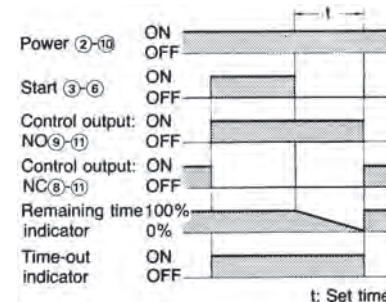 t
Power ②-⑩ ON
OFF
Start ③-⑥ ON
OFF
Control output: ON
NO⑨-⑪ OFF
Control output: ON
NC⑧-⑪ OFF
Remaining time 100%
indicator 0%
Time-out ON
indicator OFF
t: Set time